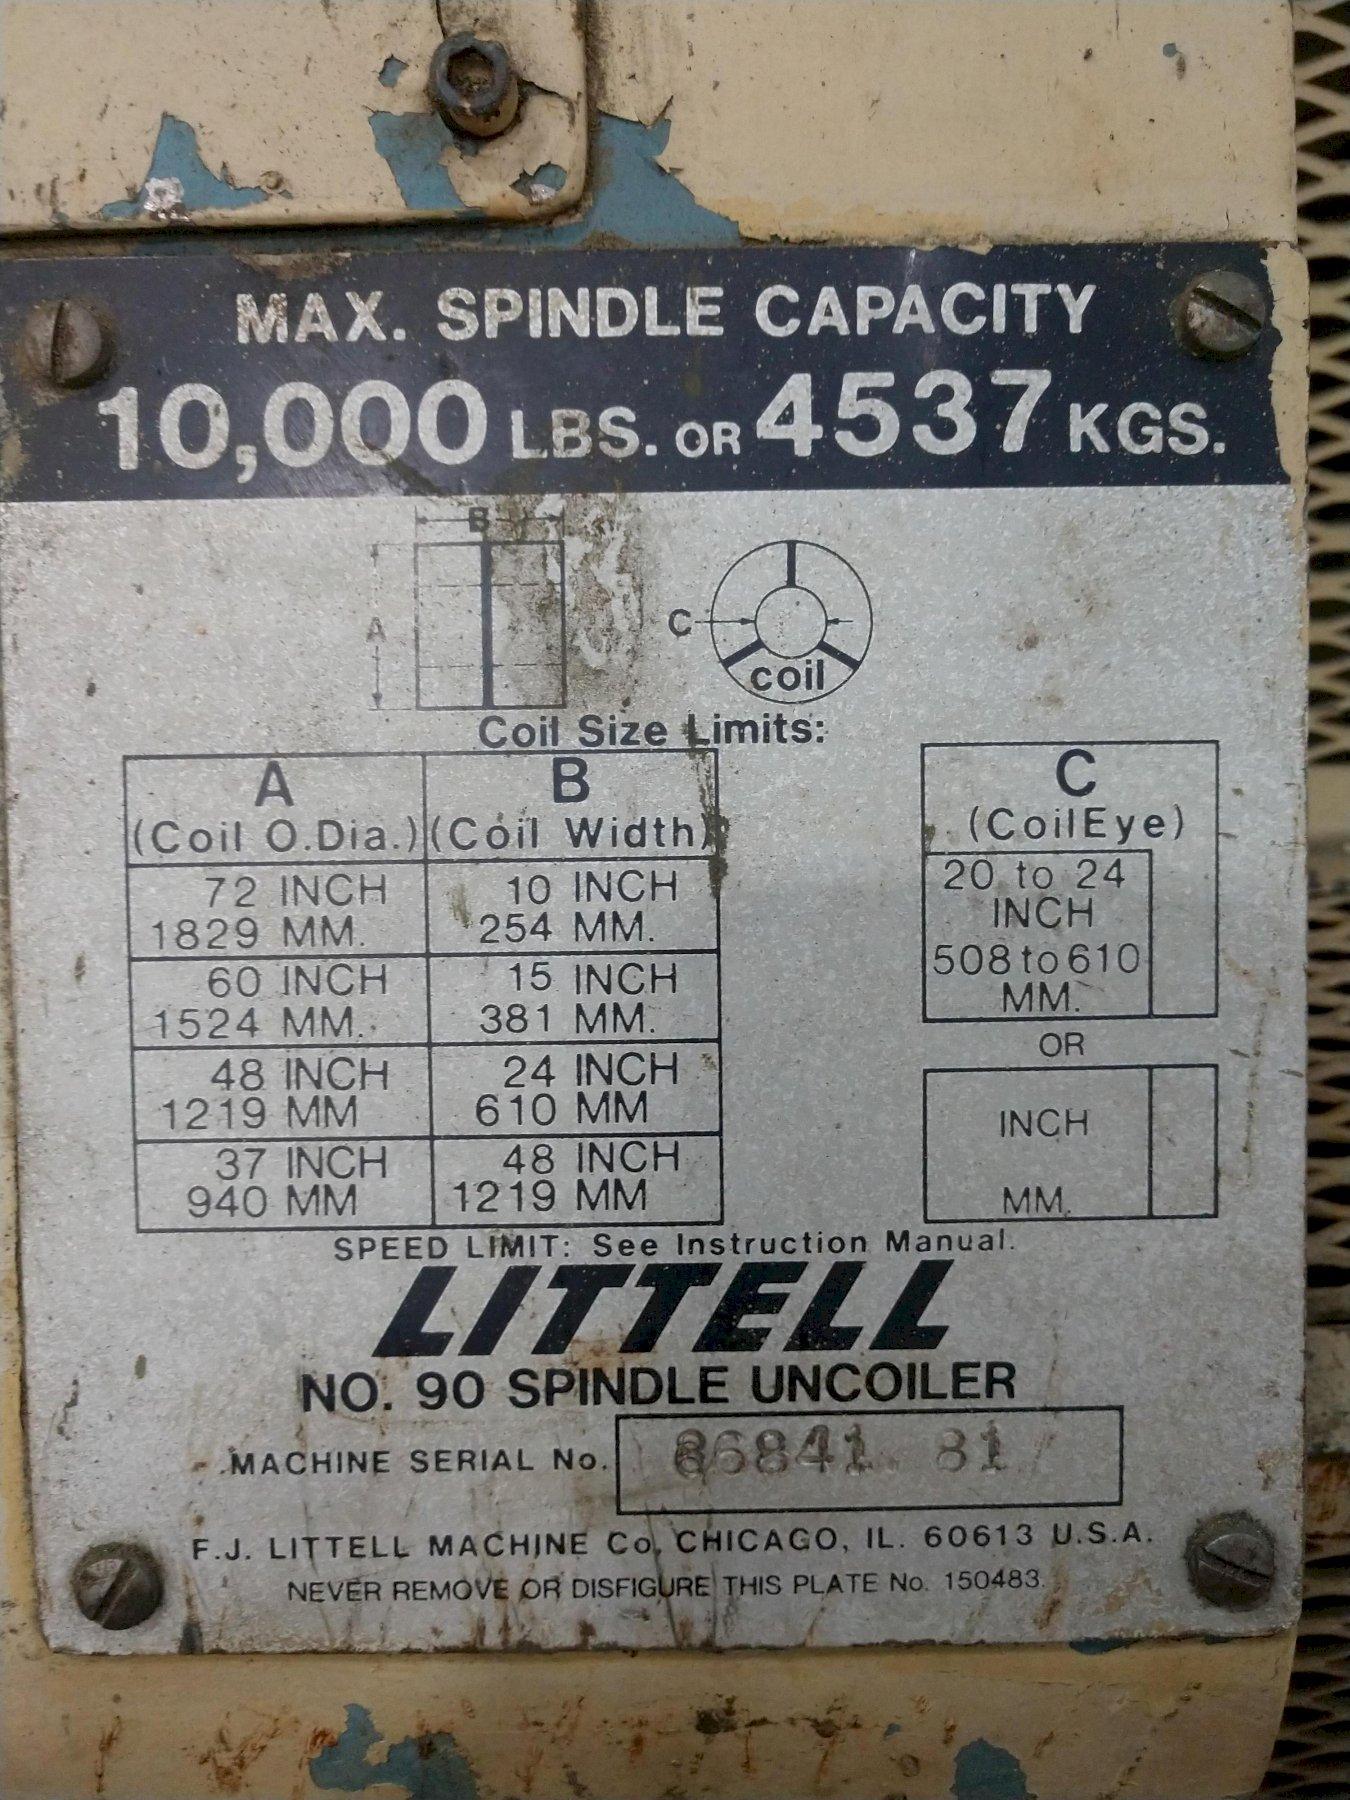 MAX. SPINDLE CAPACITY
10,000 LBS. OR 4537 KGS.
B
A
C
coil
Coil Size Limits:
A B
(Coil O.Dia.) (Coil Width)
72 INCH 10 INCH
1829 MM. 254 MM.
60 INCH 15 INCH
1524 MM. 381 MM.
48 INCH 24 INCH
1219 MM 610 MM
37 INCH 48 INCH
940 MM 1219 MM
C
(Coil Eye)
20 to 24
INCH
508 to 610
MM.
OR
INCH
MM.
SPEED LIMIT: See Instruction Manual.
LITTELL
NO. 90 SPINDLE UNCOILER
MACHINE SERIAL No. 81
F.J. LITTELL MACHINE Co. CHICAGO, IL. 60613 U.S.A.
NEVER REMOVE OR DISFIGURE THIS PLATE No. 150483.